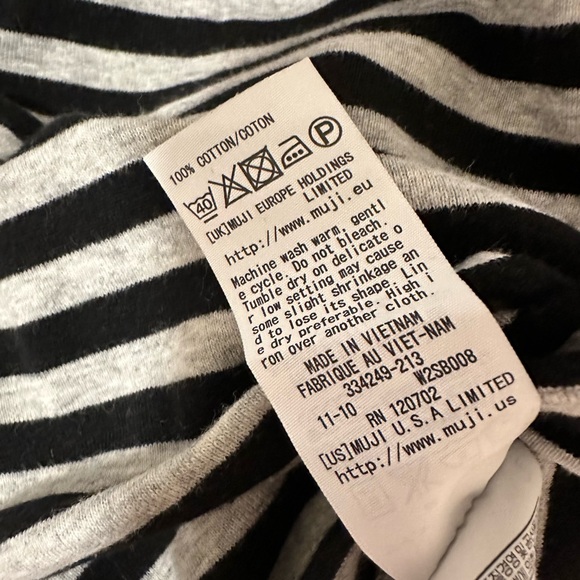 100% COTTON/COTON
40 P
[UK]MUJI EUROPE HOLDINGS
LIMITED
http://www.muji.eu
Machine wash warm, gentl
e cycle. Do not bleach.
Tumble dry on delicate o
r low setting may cause
some slight shrinkage an
d to lose its shape. Lin
e dry preferable. High i
ron over another cloth.
MADE IN VIETNAM
FABRIQUE AU VIET-NAM
334249-213
11-10 W2SB008
RN 120702
[US]MUJI U.S.A LIMITED
http://www.muji.us